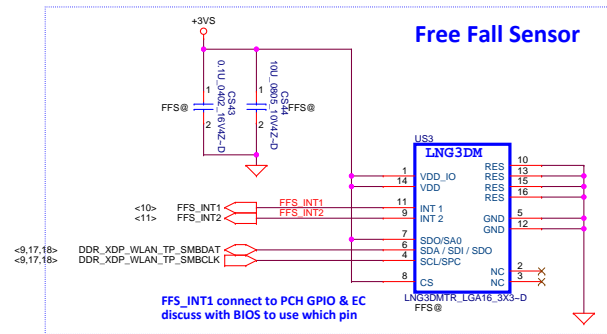 +3VS
Free Fall Sensor
1
1
0.1U_0402_16V4Z~D
CS43
10U_0805_10V4Z~D
CS44
FFS@
FFS@
2
2
US3
LNG3DM
1 VDD_IO
14 VDD
RES 10
RES 13
RES 15
RES 16
<10> FFS_INT1 FFS_INT1 11 INT 1
<11> FFS_INT2 FFS_INT2 9 INT 2
GND 5
GND 12
7 SDO/SA0
<9,17,18> DDR_XDP_WLAN_TP_SMBDAT 6 SDA / SDI / SDO
<9,17,18> DDR_XDP_WLAN_TP_SMBCLK 4 SCL/SPC
NC 2
NC 3
8 CS
LNG3DMTR_LGA16_3X3~D
FFS@
FFS_INT1 connect to PCH GPIO & EC
discuss with BIOS to use which pin